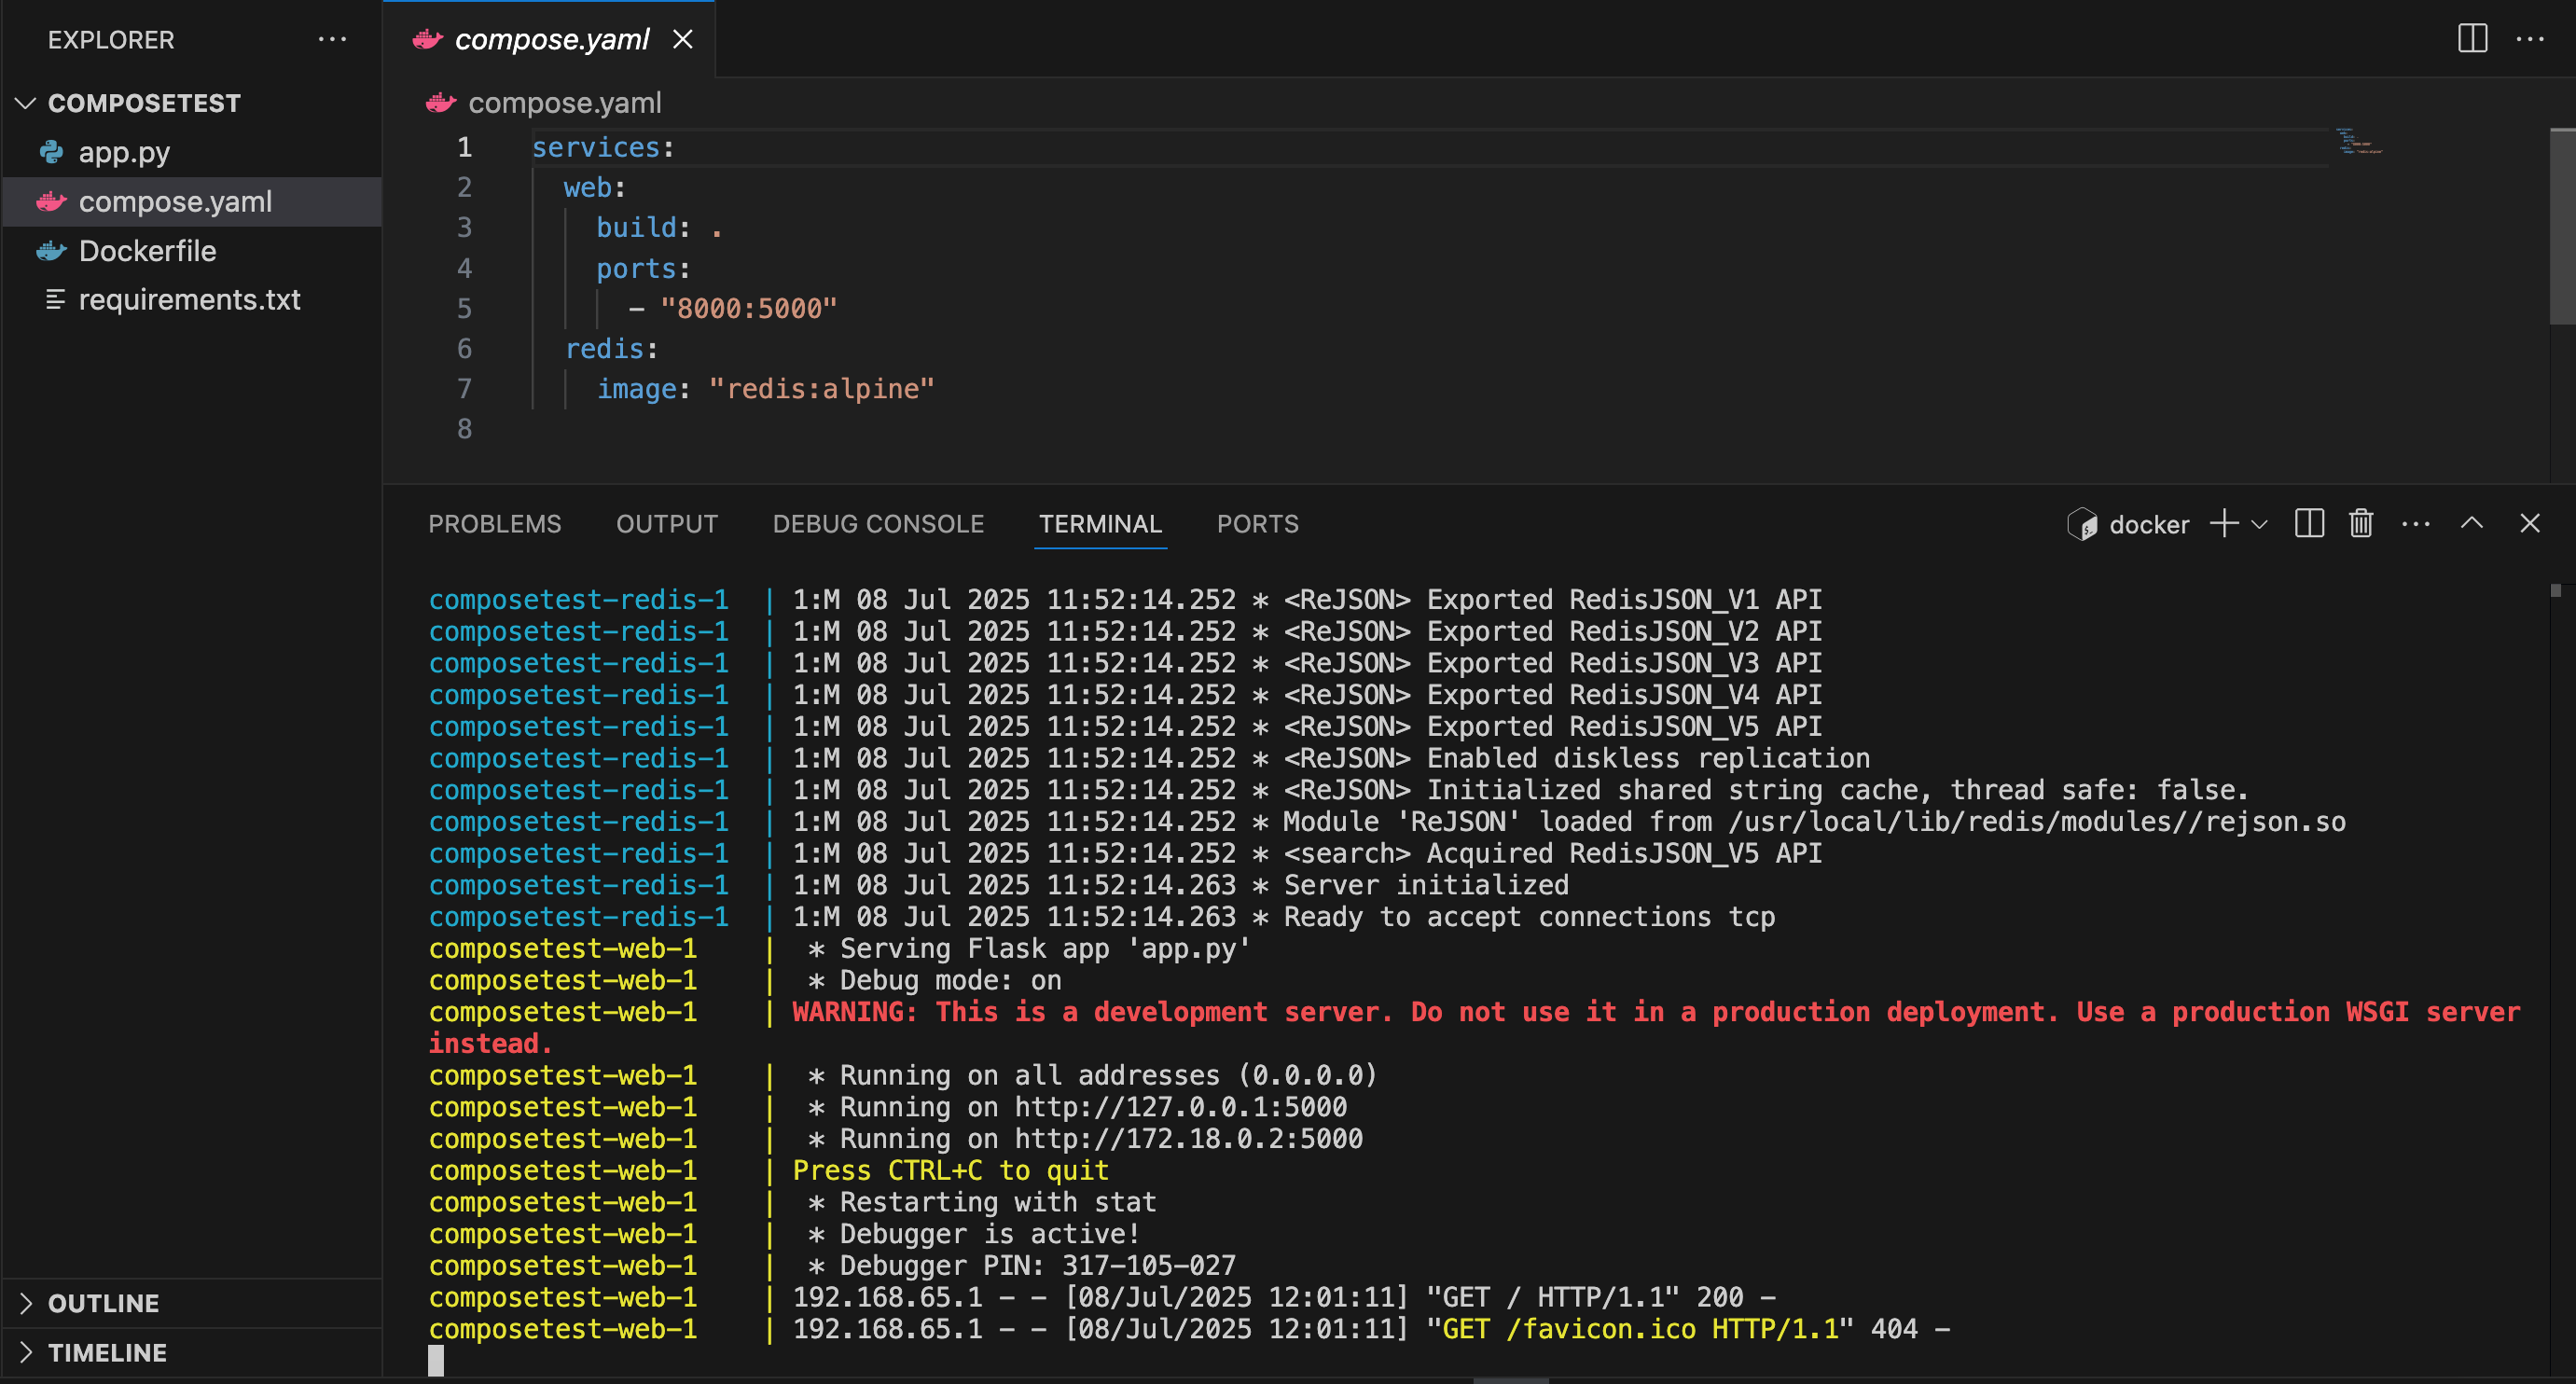 EXPLORER
COMPOSETEST
app.py
compose.yaml
Dockerfile
requirements.txt
OUTLINE
TIMELINE
compose.yaml
compose.yaml
1 services:
2   web:
3     build: .
4     ports:
5       - "8000:5000"
6   redis:
7     image: "redis:alpine"
8
PROBLEMS OUTPUT DEBUG CONSOLE TERMINAL PORTS docker
composetest-redis-1 | 1:M 08 Jul 2025 11:52:14.252 * <ReJSON> Exported RedisJSON_V1 API
composetest-redis-1 | 1:M 08 Jul 2025 11:52:14.252 * <ReJSON> Exported RedisJSON_V2 API
composetest-redis-1 | 1:M 08 Jul 2025 11:52:14.252 * <ReJSON> Exported RedisJSON_V3 API
composetest-redis-1 | 1:M 08 Jul 2025 11:52:14.252 * <ReJSON> Exported RedisJSON_V4 API
composetest-redis-1 | 1:M 08 Jul 2025 11:52:14.252 * <ReJSON> Exported RedisJSON_V5 API
composetest-redis-1 | 1:M 08 Jul 2025 11:52:14.252 * <ReJSON> Enabled diskless replication
composetest-redis-1 | 1:M 08 Jul 2025 11:52:14.252 * <ReJSON> Initialized shared string cache, thread safe: false.
composetest-redis-1 | 1:M 08 Jul 2025 11:52:14.252 * Module 'ReJSON' loaded from /usr/local/lib/redis/modules//rejson.so
composetest-redis-1 | 1:M 08 Jul 2025 11:52:14.252 * <search> Acquired RedisJSON_V5 API
composetest-redis-1 | 1:M 08 Jul 2025 11:52:14.263 * Server initialized
composetest-redis-1 | 1:M 08 Jul 2025 11:52:14.263 * Ready to accept connections tcp
composetest-web-1 | * Serving Flask app 'app.py'
composetest-web-1 | * Debug mode: on
composetest-web-1 | WARNING: This is a development server. Do not use it in a production deployment. Use a production WSGI server
instead.
composetest-web-1 | * Running on all addresses (0.0.0.0)
composetest-web-1 | * Running on http://127.0.0.1:5000
composetest-web-1 | * Running on http://172.18.0.2:5000
composetest-web-1 | Press CTRL+C to quit
composetest-web-1 | * Restarting with stat
composetest-web-1 | * Debugger is active!
composetest-web-1 | * Debugger PIN: 317-105-027
composetest-web-1 | 192.168.65.1 - - [08/Jul/2025 12:01:11] "GET / HTTP/1.1" 200 -
composetest-web-1 | 192.168.65.1 - - [08/Jul/2025 12:01:11] "GET /favicon.ico HTTP/1.1" 404 -